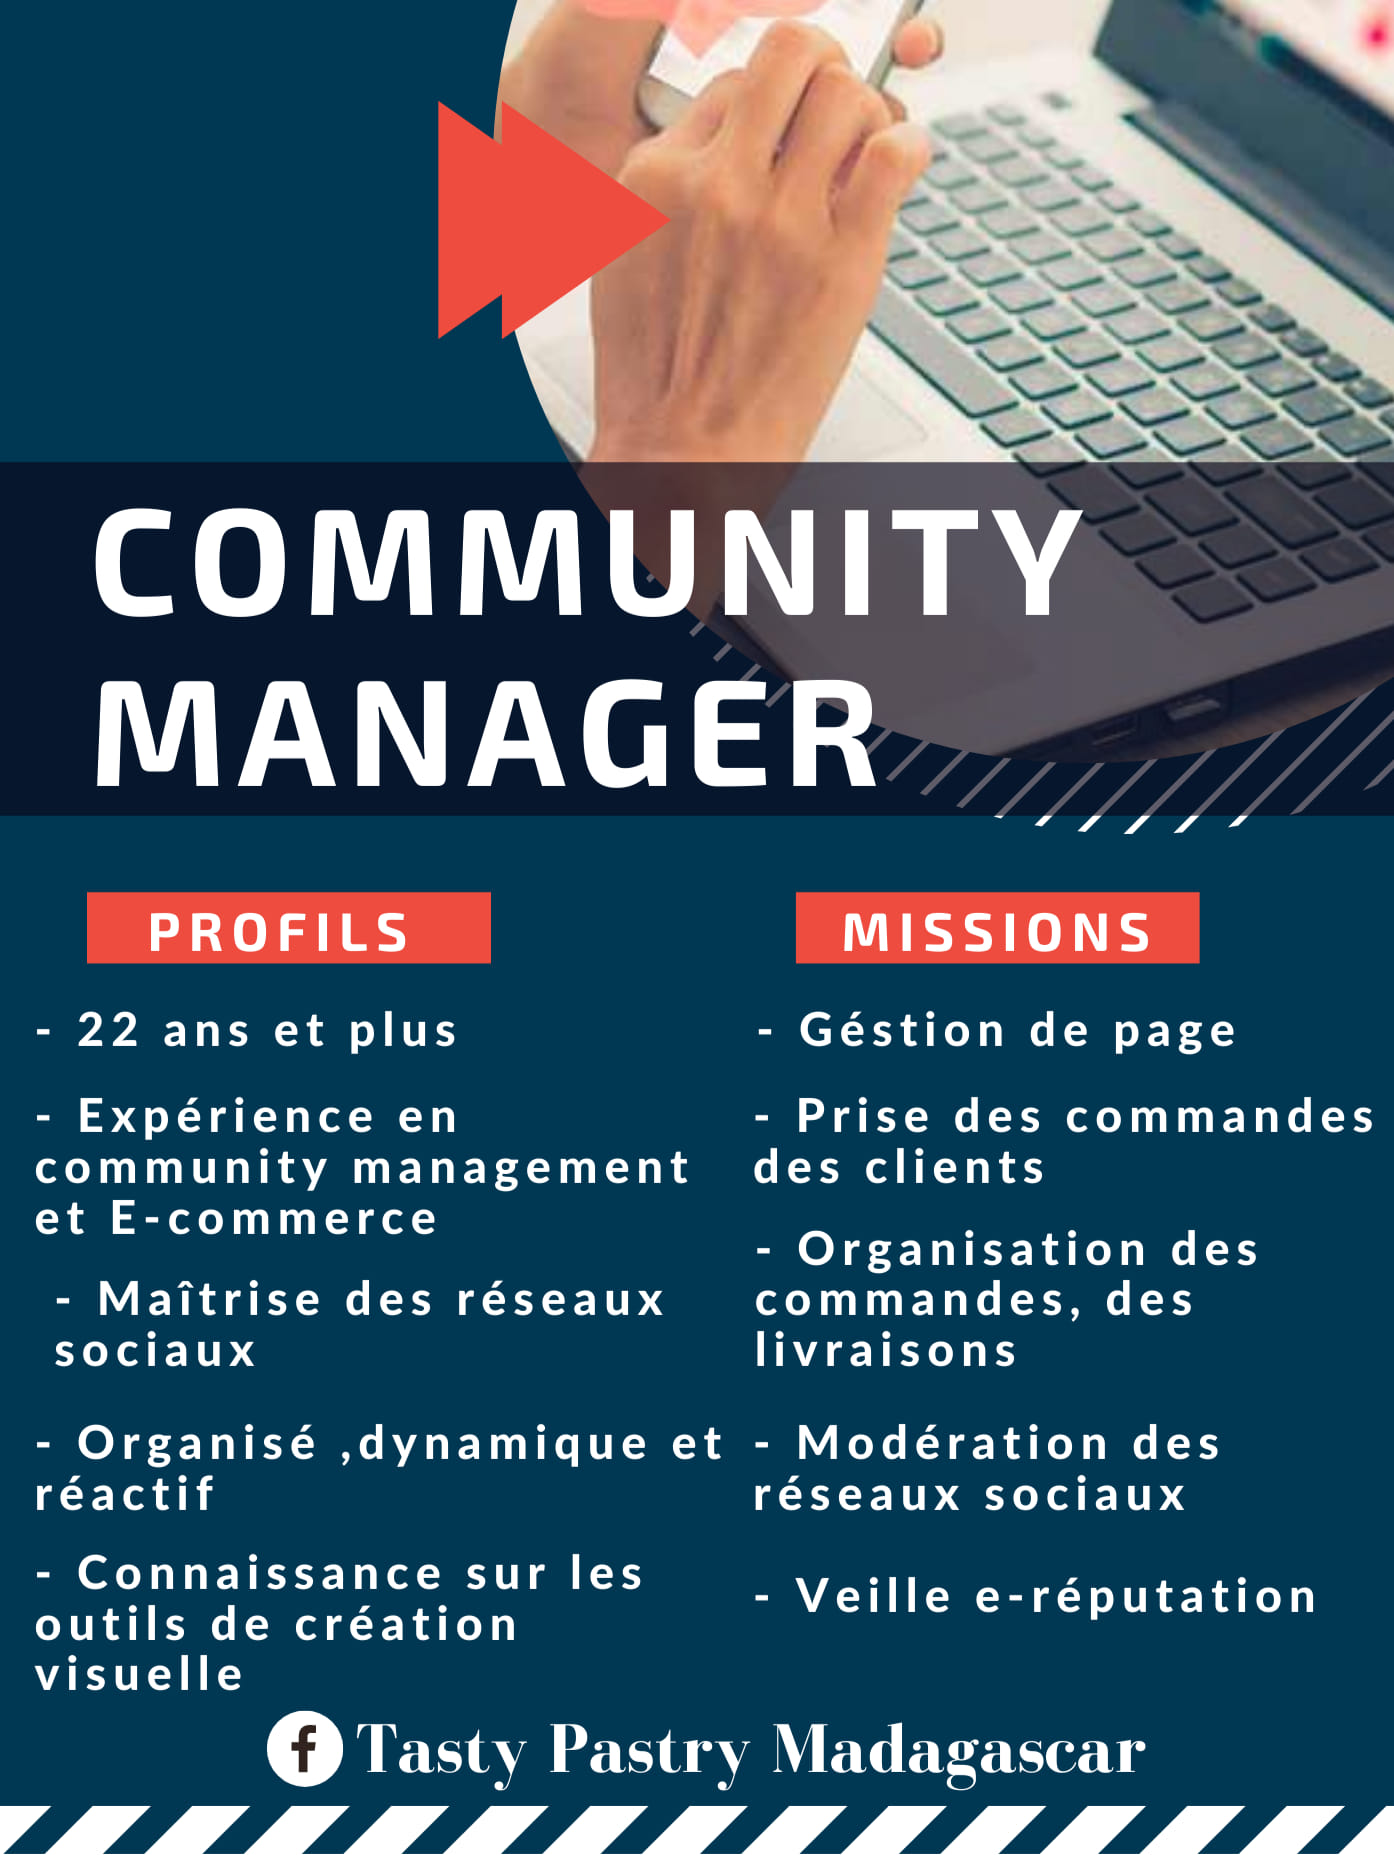 COMMUNITY
MANAGER
PROFILS
- 22 ans et plus
- Expérience en
community management
et E-commerce
- Maîtrise des réseaux
sociaux
- Organisé ,dynamique et
réactif
- Connaissance sur les
outils de création
visuelle
MISSIONS
- Géstion de page
- Prise des commandes
des clients
- Organisation des
commandes, des
livraisons
- Modération des
réseaux sociaux
- Veille e-réputation
Tasty Pastry Madagascar